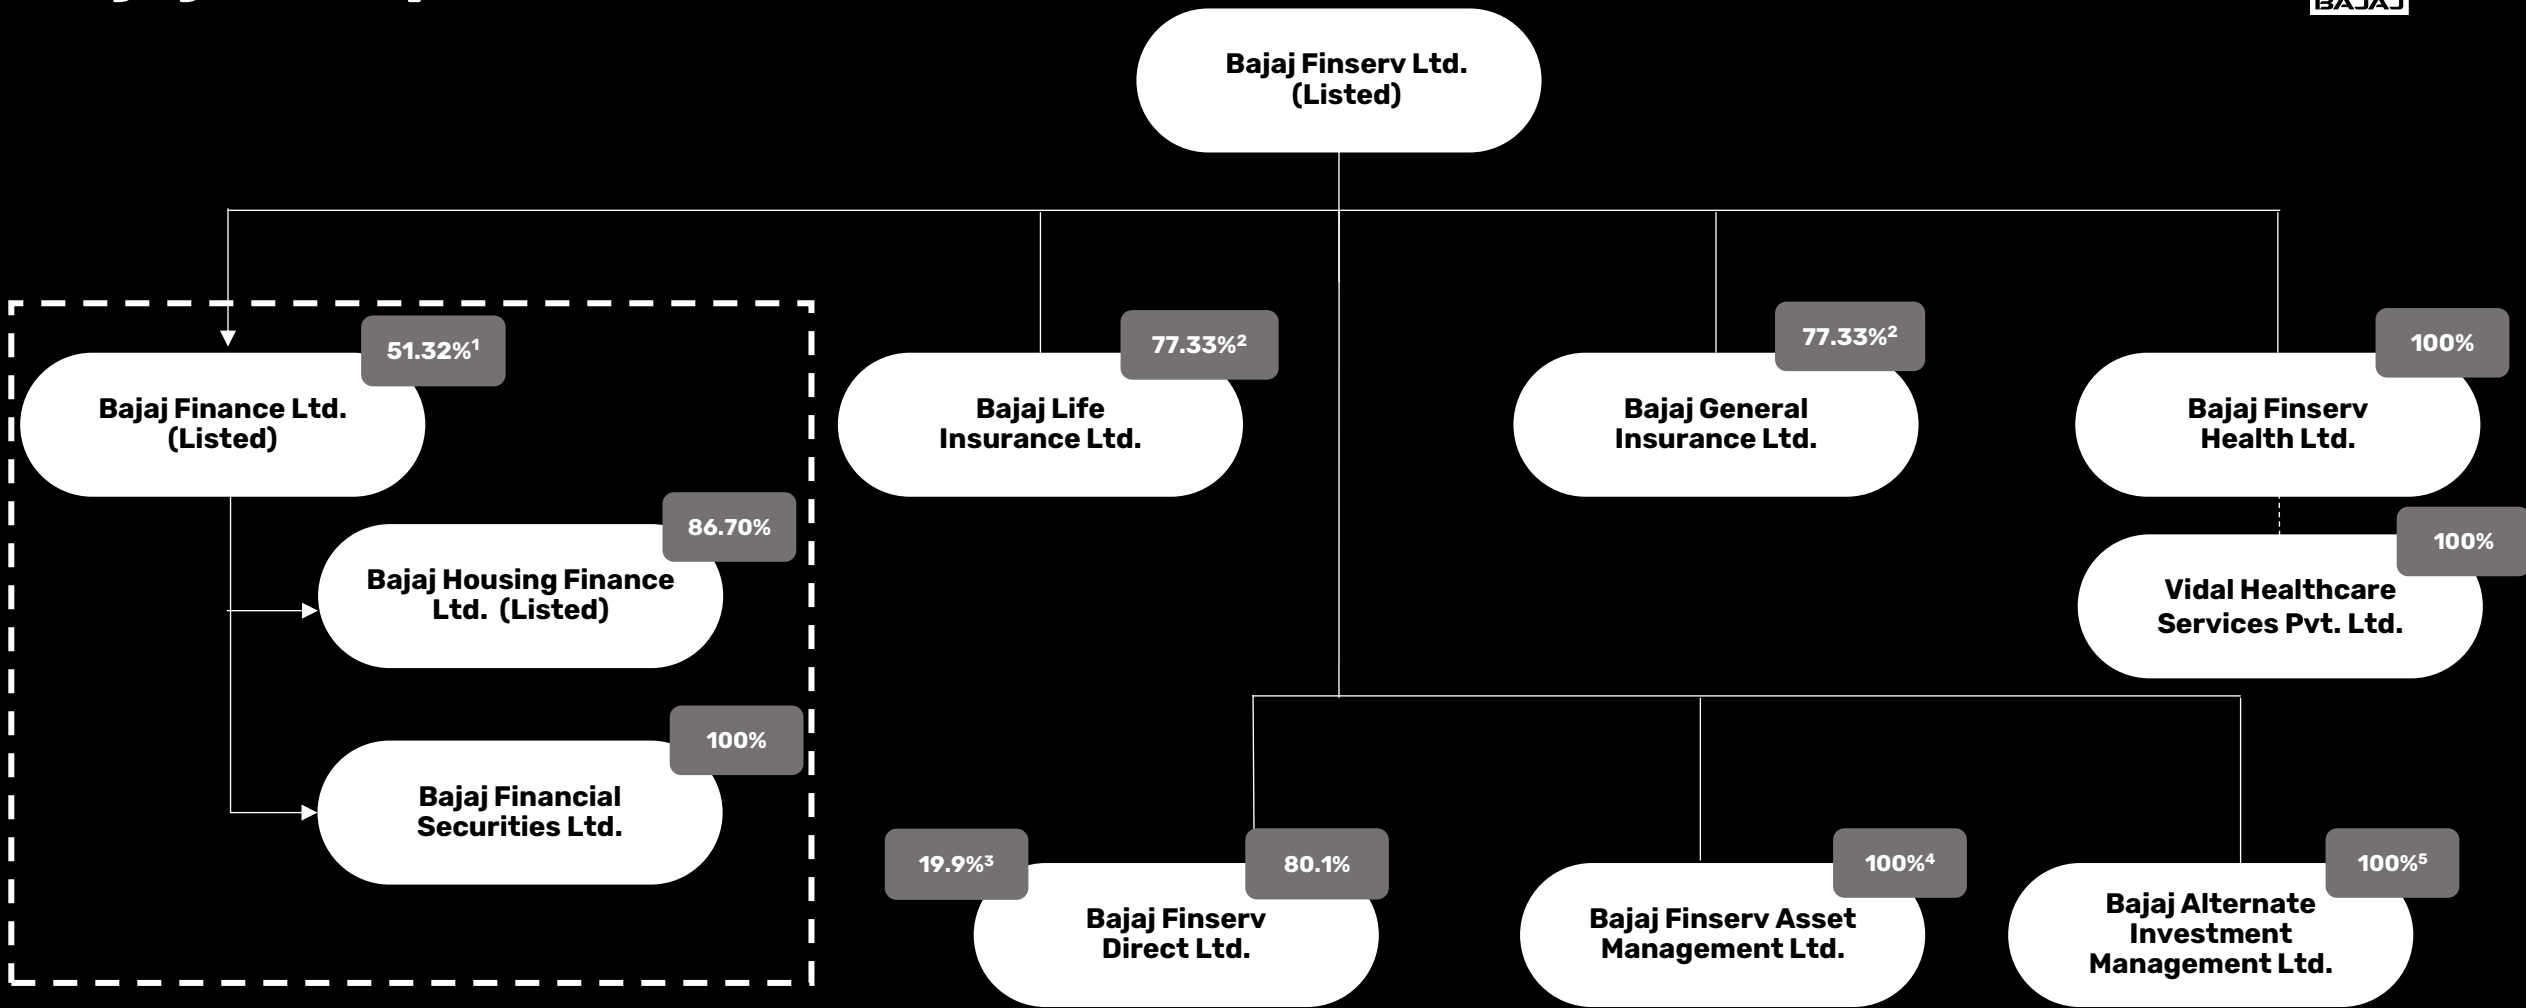 BAJAJ
Bajaj Finserv Ltd.
(Listed)
51.32%¹
Bajaj Finance Ltd.
(Listed)
77.33%²
Bajaj Life
Insurance Ltd.
77.33%²
Bajaj General
Insurance Ltd.
100%
Bajaj Finserv
Health Ltd.
86.70%
Bajaj Housing Finance
Ltd. (Listed)
100%
Vidal Healthcare
Services Pvt. Ltd.
100%
Bajaj Financial
Securities Ltd.
19.9%³
80.1%
Bajaj Finserv
Direct Ltd.
100%⁴
Bajaj Finserv Asset
Management Ltd.
100%⁵
Bajaj Alternate
Investment
Management Ltd.